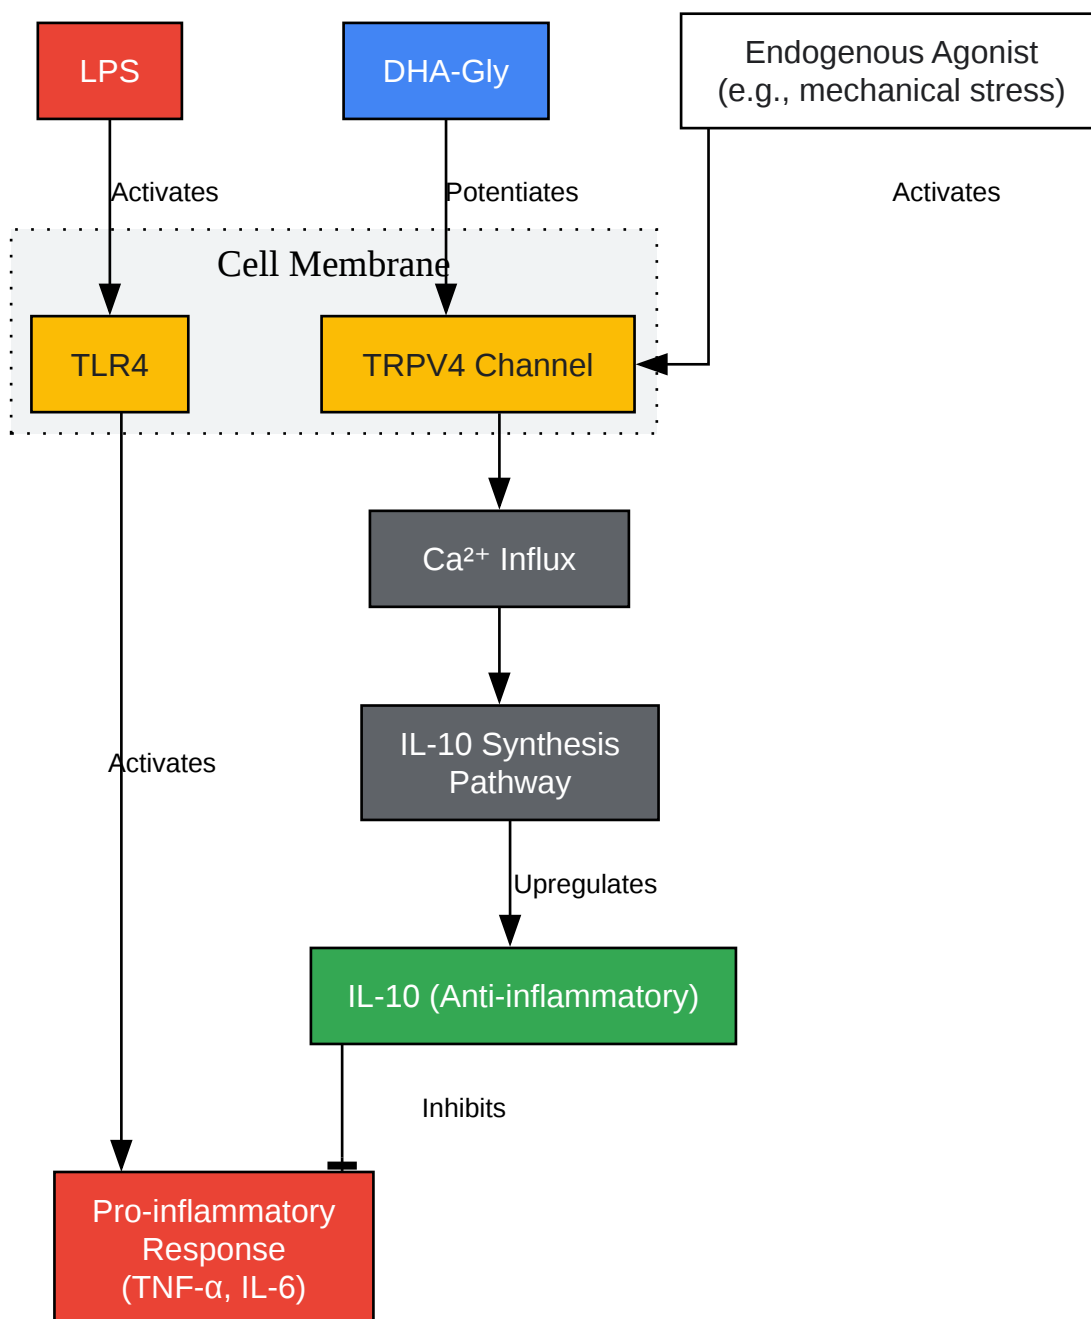 LPS
DHA-Gly
Endogenous Agonist
(e.g., mechanical stress)
Activates
Potentiates
Activates
Cell Membrane
TLR4
TRPV4 Channel
Ca²⁺ Influx
IL-10 Synthesis
Pathway
Activates
Upregulates
IL-10 (Anti-inflammatory)
Inhibits
Pro-inflammatory
Response
(TNF-α, IL-6)